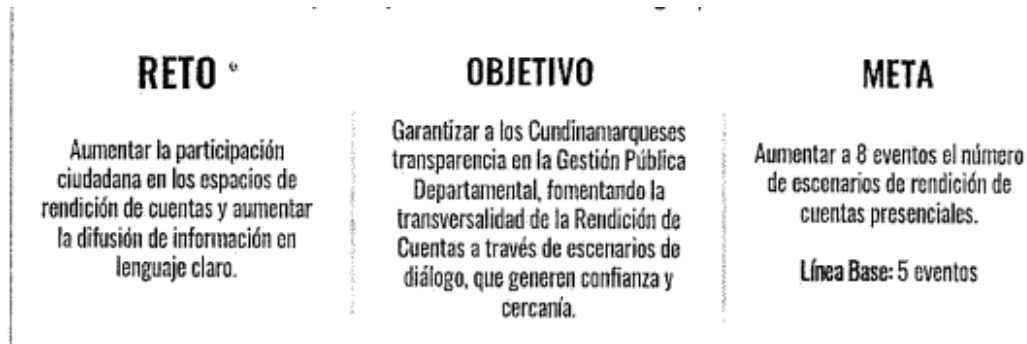 RETO
Aumentar la participación
ciudadana en los espacios de
rendición de cuentas y aumentar
la difusión de información en
lenguaje claro.
OBJETIVO
Garantizar a los Cundinamarqueses
transparencia en la Gestión Pública
Departamental, fomentando la
transversalidad de la Rendición de
Cuentas a través de escenarios de
diálogo, que generen confianza y
cercanía.
META
Aumentar a 8 eventos el número
de escenarios de rendición de
cuentas presenciales.
Línea Base: 5 eventos